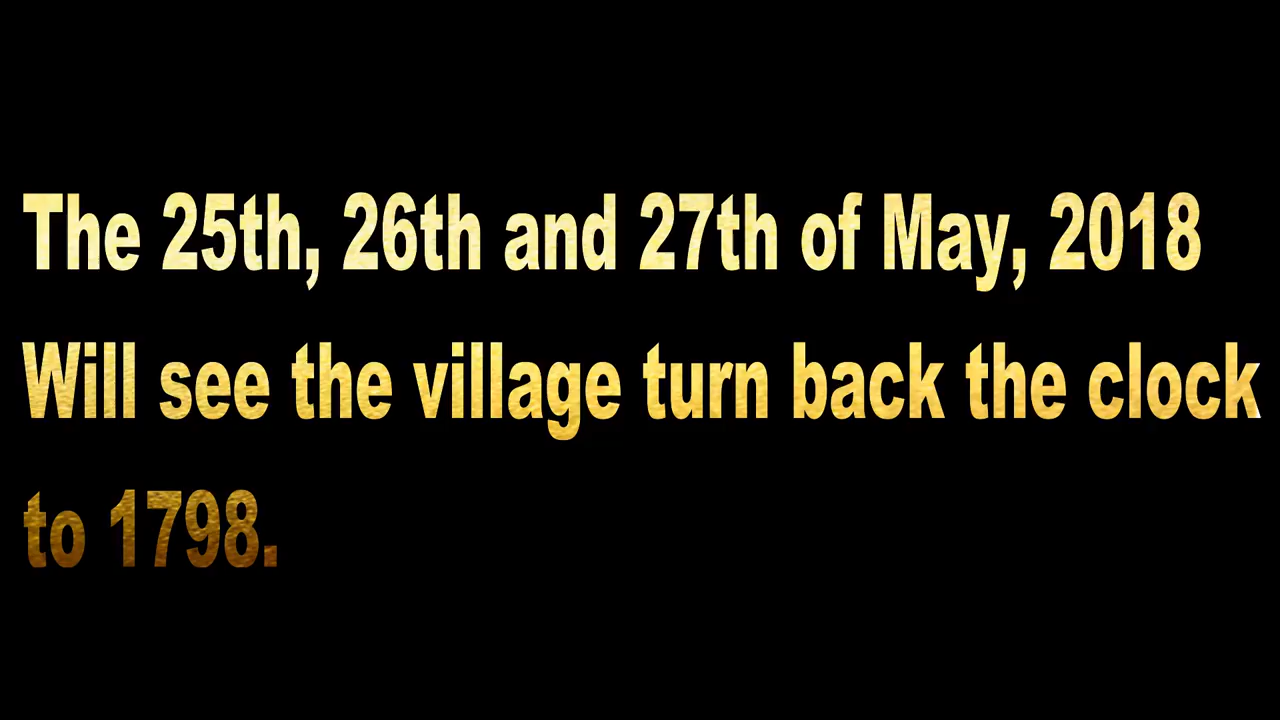 The 25th, 26th and 27th of May, 2018
Will see the village turn back the clock
to 1798.